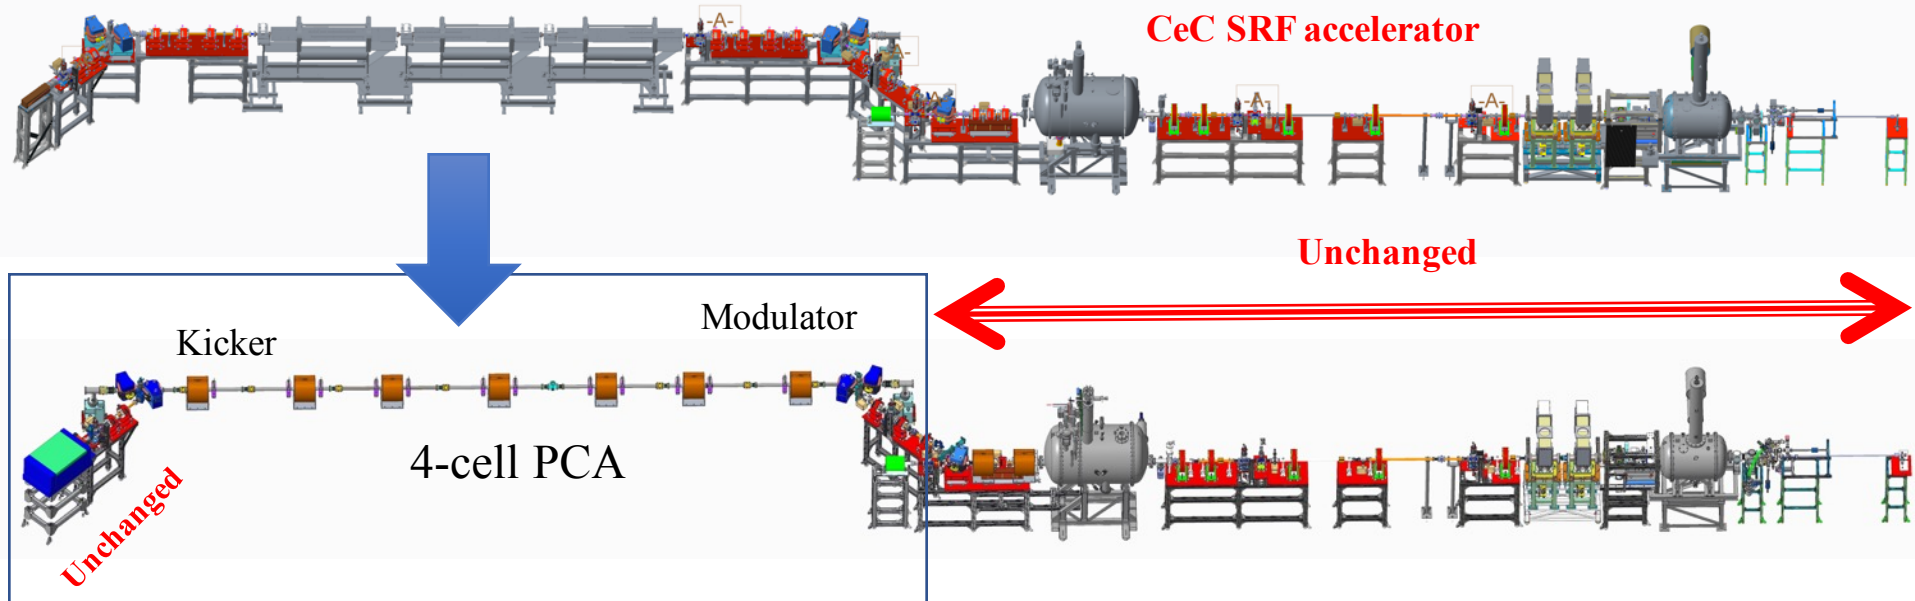 -A-
CeC SRF accelerator
A-
-A-
-A-
Unchanged
Modulator
Kicker
4-cell PCA
Unchanged